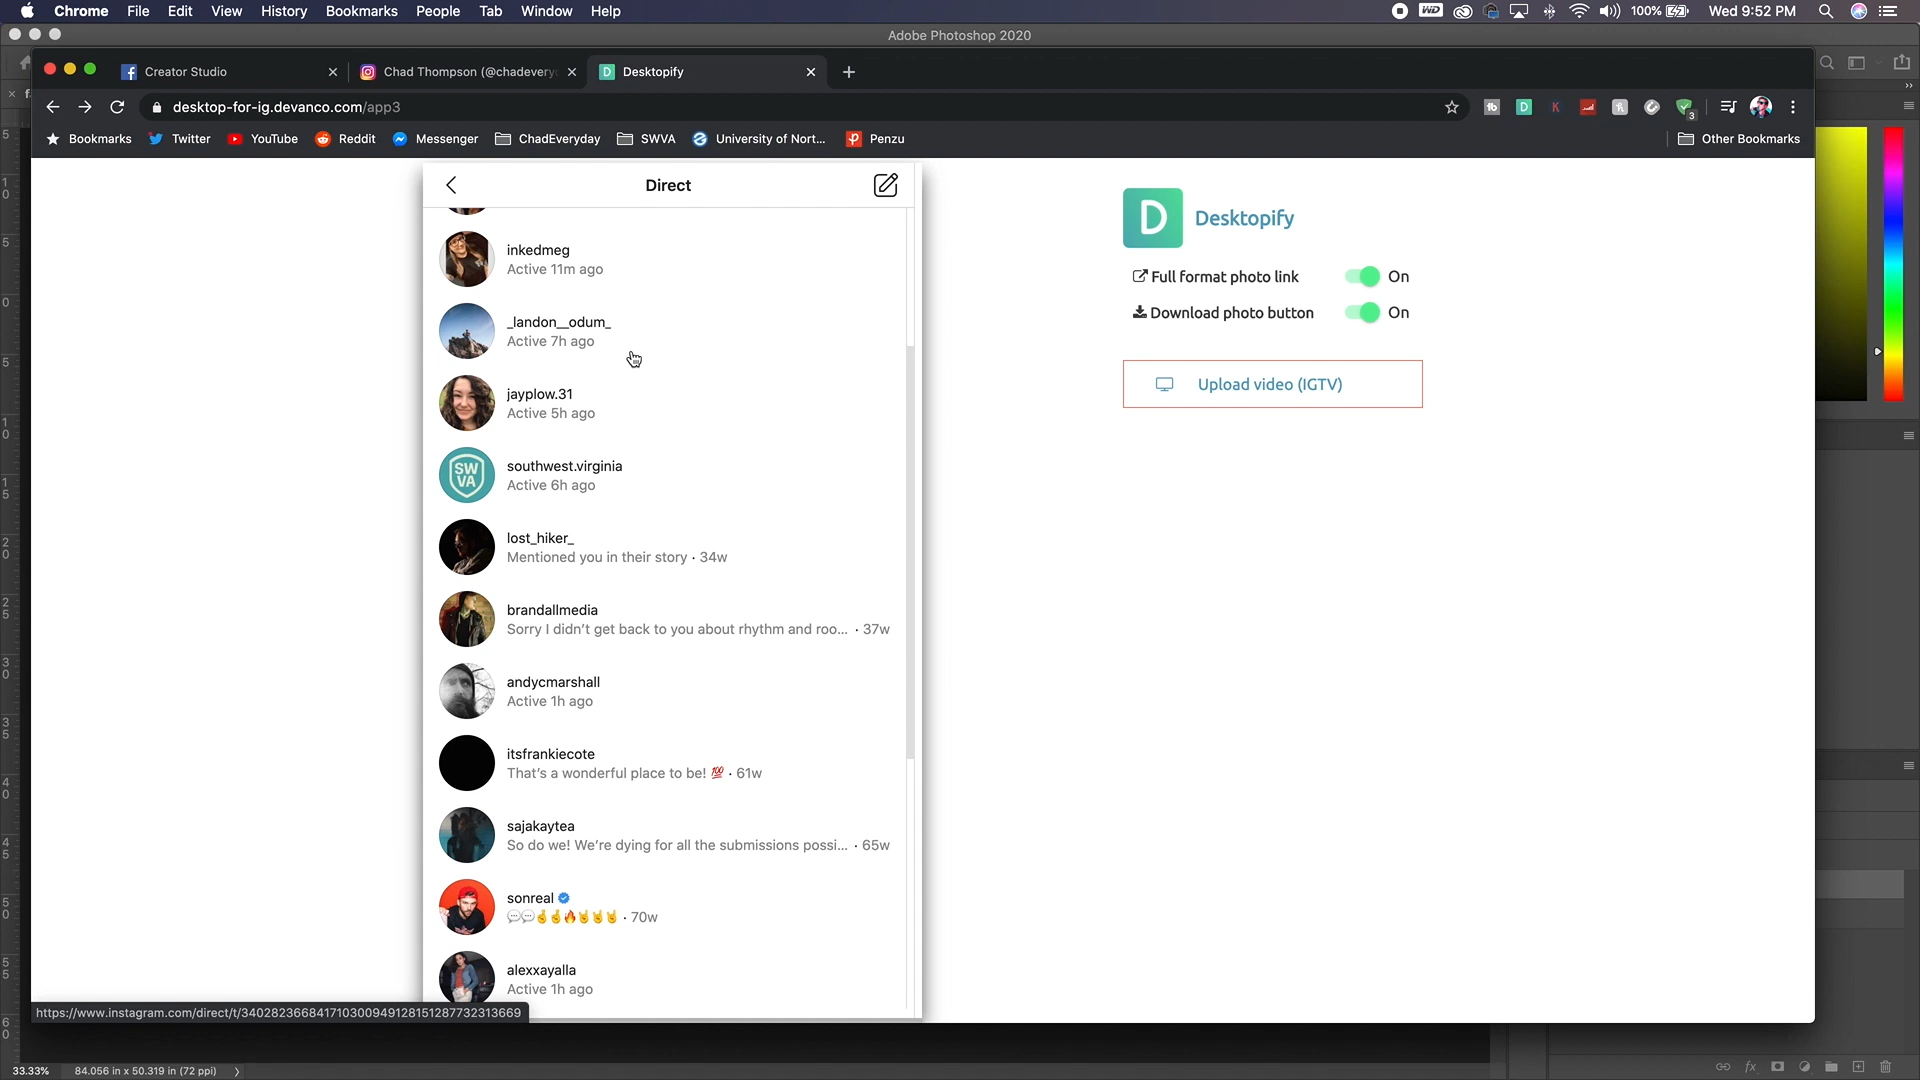 Chrome File Edit View History Bookmarks People Tab Window Help
WD 100% Wed 9:52 PM
Adobe Photoshop 2020
Creator Studio
Chad Thompson (@chadevery
Desktopify
desktop-for-ig.devanco.com/app3
Bookmarks Twitter YouTube Reddit Messenger ChadEveryday SWVA University of Nort... Penzu Other Bookmarks
Direct
inkedmeg
Active 11m ago
_landon__odum_
Active 7h ago
jayplow.31
Active 5h ago
SW
VA
southwest.virginia
Active 6h ago
lost_hiker_
Mentioned you in their story · 34w
brandallmedia
Sorry I didn't get back to you about rhythm and roo... · 37w
andycmarshall
Active 1h ago
itsfrankiecote
That's a wonderful place to be! 💯 · 61w
sajakaytea
So do we! We're dying for all the submissions possi... · 65w
sonreal
💬💬🤞🤞🔥🤘🤘🤘 · 70w
alexxayalla
Active 1h ago
D Desktopify
Full format photo link On
Download photo button On
Upload video (IGTV)
https://www.instagram.com/direct/t/340282366841710300949128151287732313669
33.33% 84.056 in x 50.319 in (72 ppi)